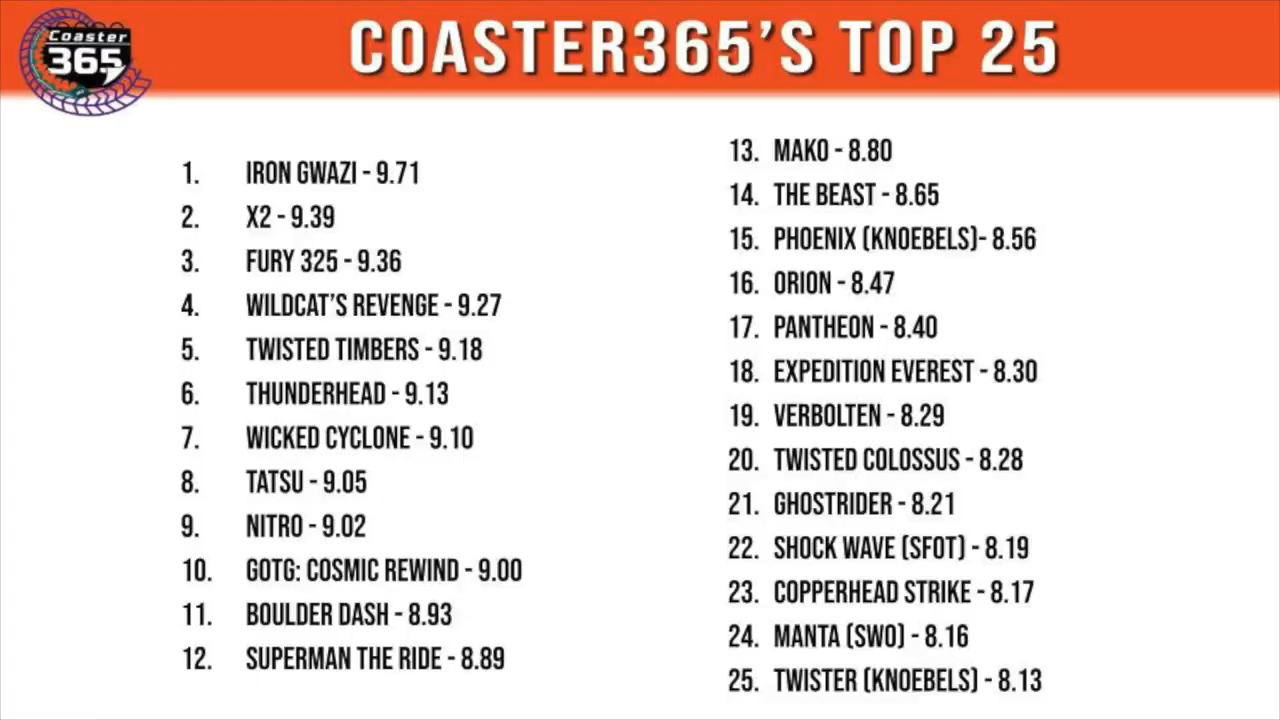 Coaster
365
COASTER365'S TOP 25
1. IRON GWAZI - 9.71
2. X2 - 9.39
3. FURY 325 - 9.36
4. WILDCAT'S REVENGE - 9.27
5. TWISTED TIMBERS - 9.18
6. THUNDERHEAD - 9.13
7. WICKED CYCLONE - 9.10
8. TATSU - 9.05
9. NITRO - 9.02
10. GOTG: COSMIC REWIND - 9.00
11. BOULDER DASH - 8.93
12. SUPERMAN THE RIDE - 8.89
13. MAKO - 8.80
14. THE BEAST - 8.65
15. PHOENIX (KNOEBELS)- 8.56
16. ORION - 8.47
17. PANTHEON - 8.40
18. EXPEDITION EVEREST - 8.30
19. VERBOLTEN - 8.29
20. TWISTED COLOSSUS - 8.28
21. GHOSTRIDER - 8.21
22. SHOCK WAVE (SFOT) - 8.19
23. COPPERHEAD STRIKE - 8.17
24. MANTA (SWO) - 8.16
25. TWISTER (KNOEBELS) - 8.13